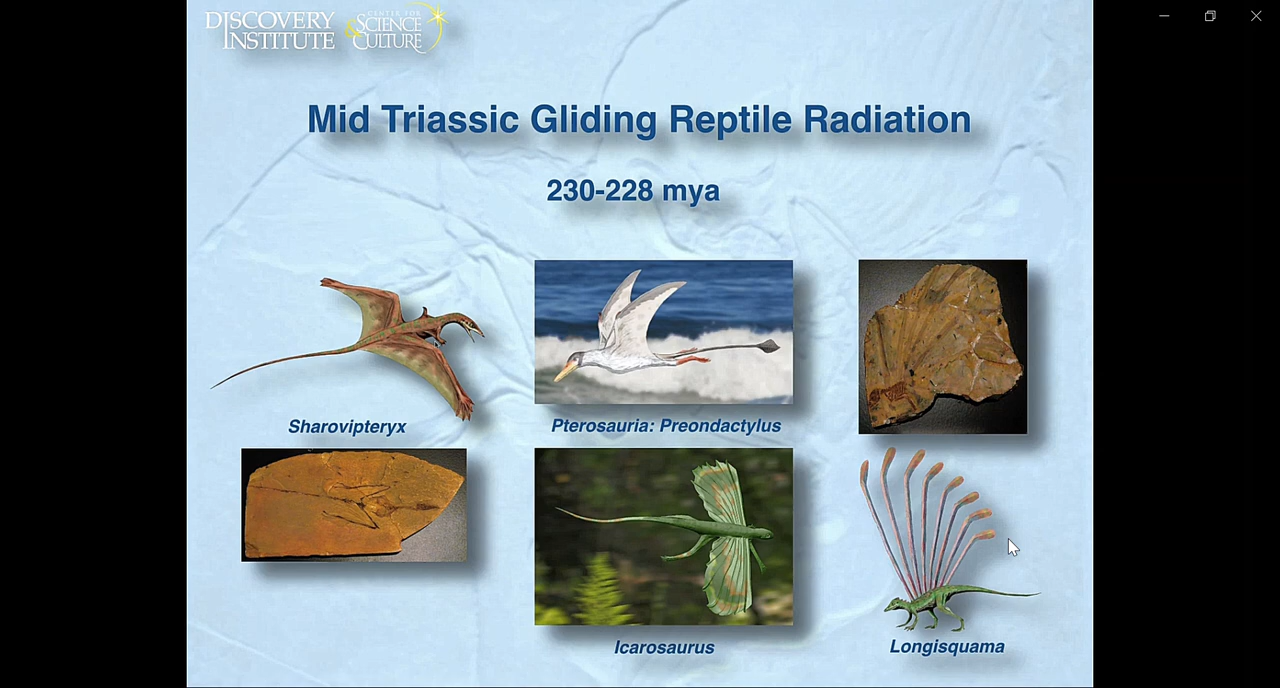 DISCOVERY
INSTITUTE
CENTER FOR
SCIENCE
& CULTURE
Mid Triassic Gliding Reptile Radiation
230-228 mya
Sharovipteryx
Pterosauria: Preondactylus
Icarosaurus
Longisquama